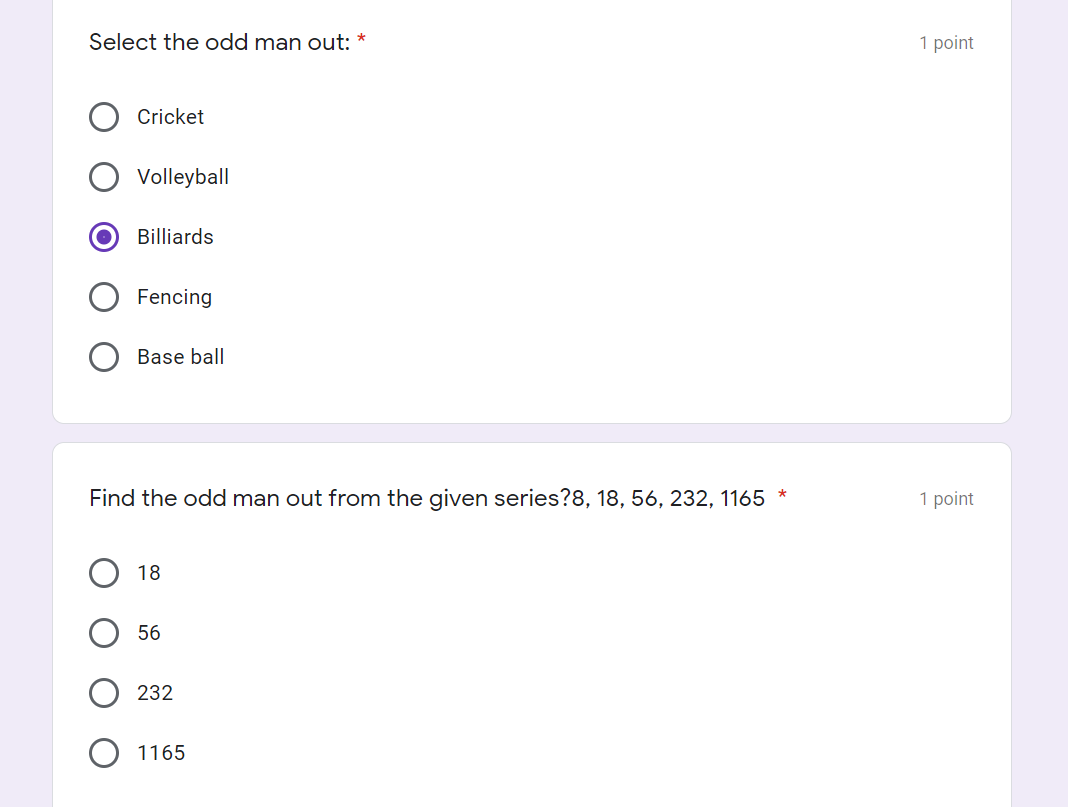 Select the odd man out: *
1 point
Cricket
Volleyball
Billiards
Fencing
Base ball
Find the odd man out from the given series?8, 18, 56, 232, 1165 *
1 point
18
56
232
1165